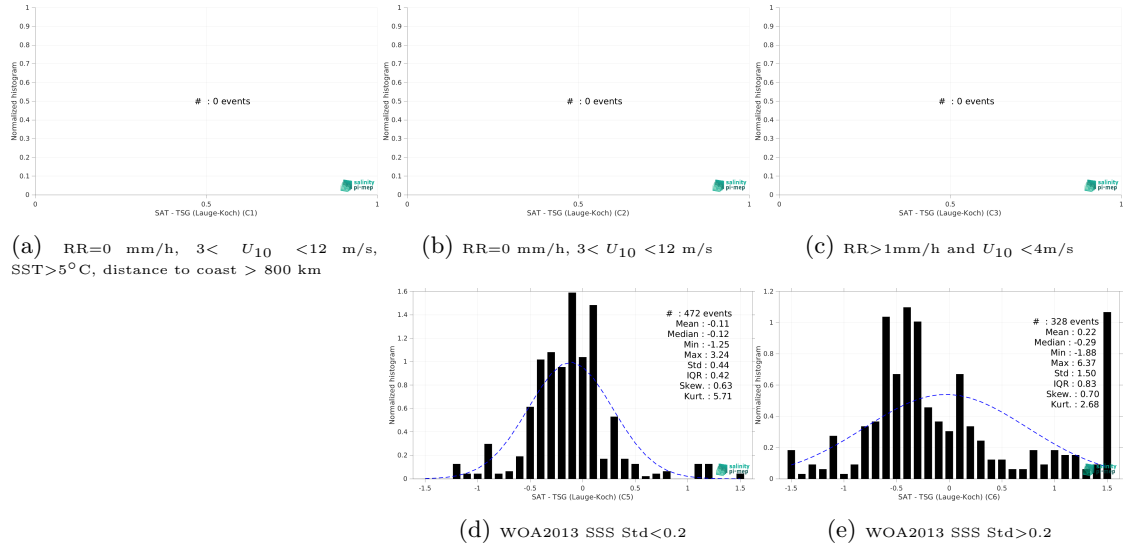 1
0.9
0.8
0.7
0.6
0.5
0.4
0.3
0.2
0.1
0
Normalized histogram
# : 0 events
salinity
pi-mep
0 0.5 1
SAT - TSG (Lauge-Koch) (C1)
(a) RR=0 mm/h, 3< U10 <12 m/s,
SST>5°C, distance to coast > 800 km
1
0.9
0.8
0.7
0.6
0.5
0.4
0.3
0.2
0.1
0
Normalized histogram
# : 0 events
salinity
pi-mep
0 0.5 1
SAT - TSG (Lauge-Koch) (C2)
(b) RR=0 mm/h, 3< U10 <12 m/s
1
0.9
0.8
0.7
0.6
0.5
0.4
0.3
0.2
0.1
0
Normalized histogram
# : 0 events
salinity
pi-mep
0 0.5 1
SAT - TSG (Lauge-Koch) (C3)
(c) RR>1mm/h and U10 <4m/s
1.6
1.4
1.2
1
0.8
0.6
0.4
0.2
0
Normalized histogram
# : 472 events
Mean : -0.11
Median : -0.12
Min : -1.25
Max : 3.24
Std : 0.44
IQR : 0.42
Skew. : 0.63
Kurt. : 5.71
salinity
pi-mep
-1.5 -1 -0.5 0 0.5 1 1.5
SAT - TSG (Lauge-Koch) (C5)
(d) WOA2013 SSS Std<0.2
1.2
1
0.8
0.6
0.4
0.2
0
Normalized histogram
# : 328 events
Mean : 0.22
Median : -0.29
Min : -1.88
Max : 6.37
Std : 1.50
IQR : 0.83
Skew. : 0.70
Kurt. : 2.68
salinity
pi-mep
-1.5 -1 -0.5 0 0.5 1 1.5
SAT - TSG (Lauge-Koch) (C6)
(e) WOA2013 SSS Std>0.2